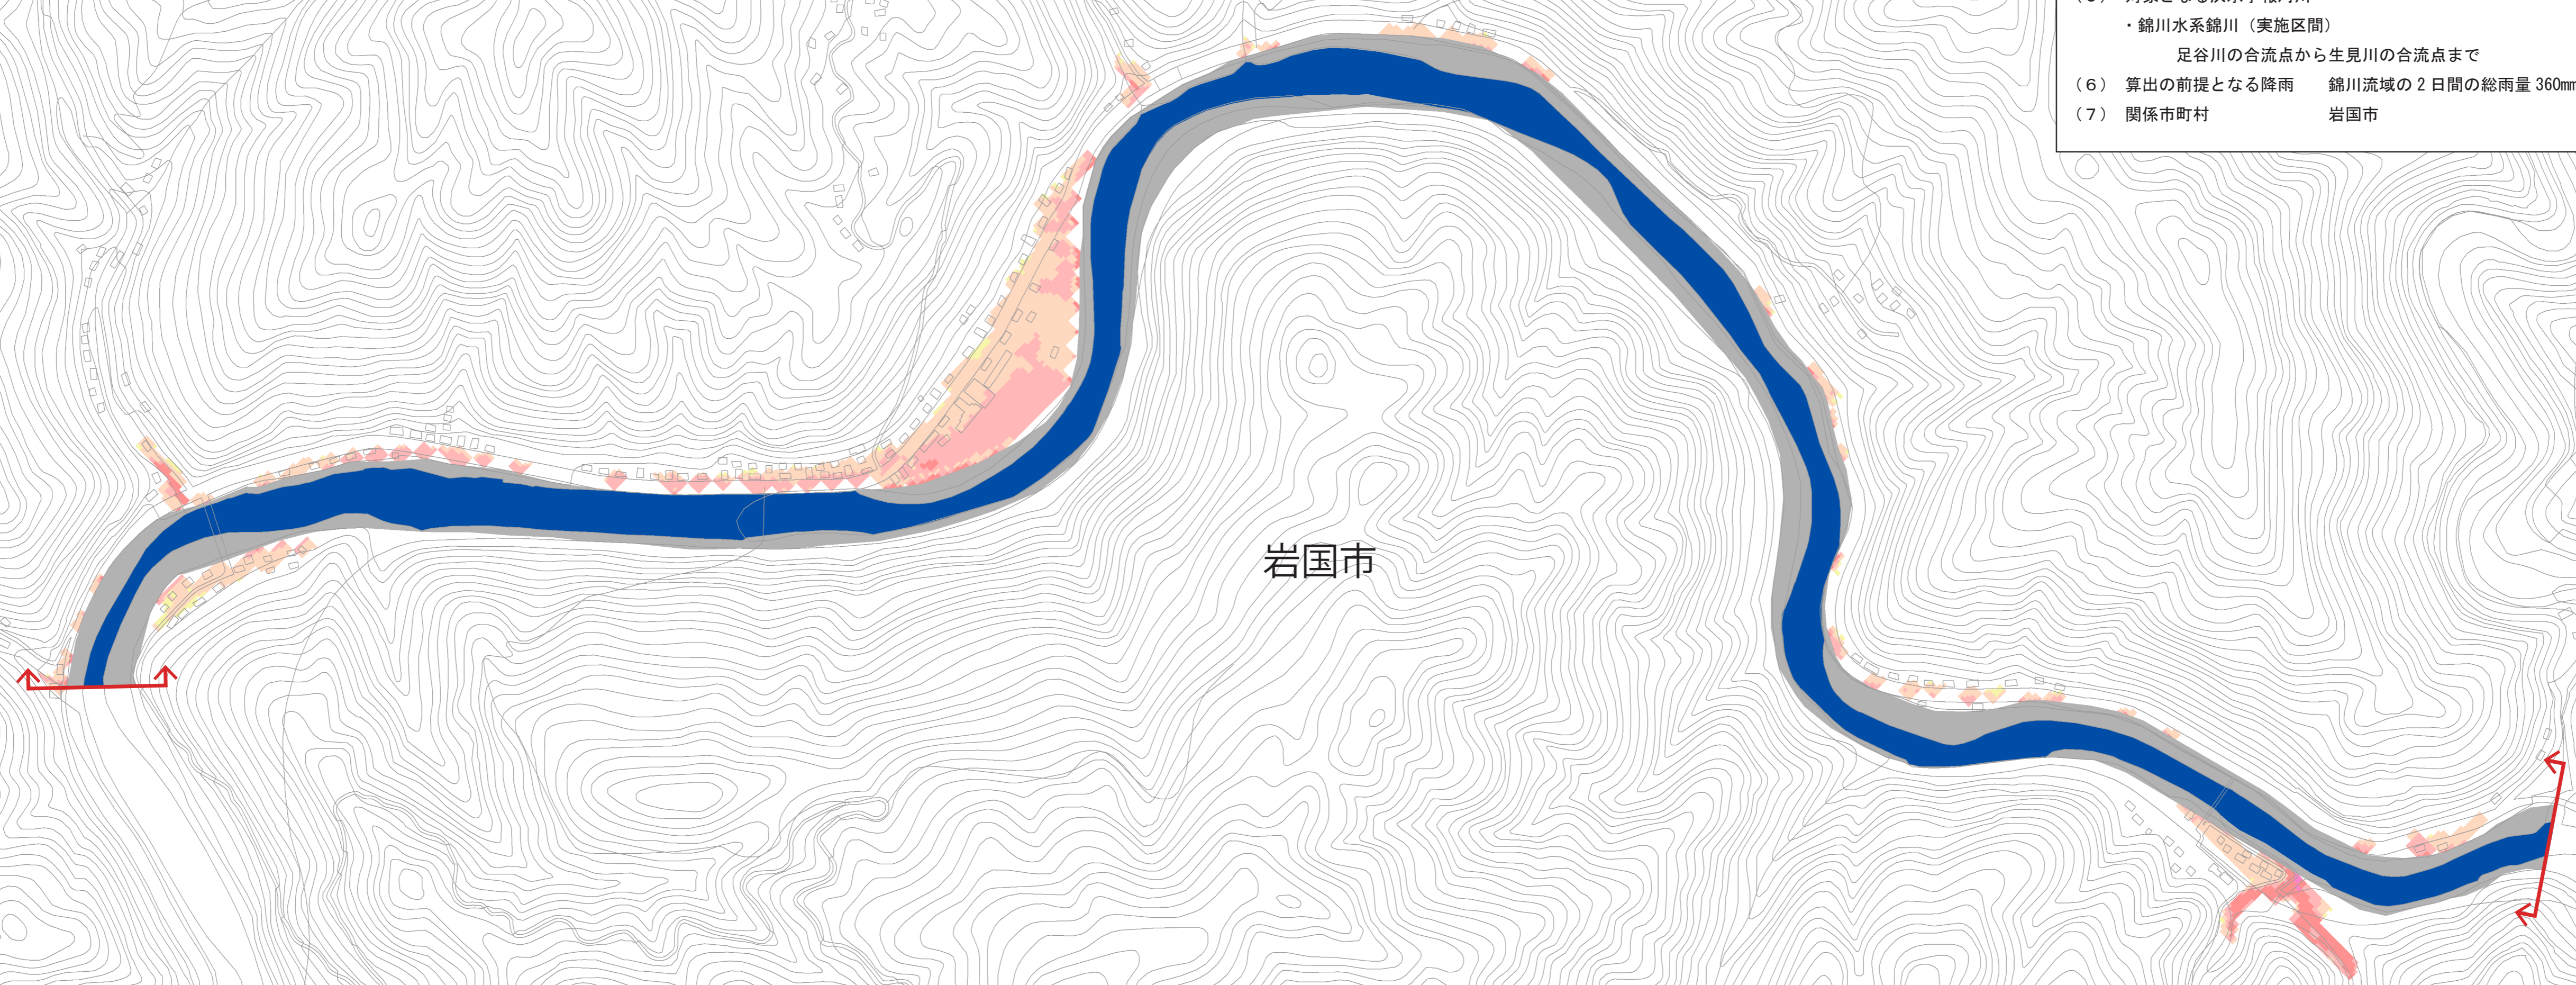 ・錦川水系錦川（実施区間）
足谷川の合流点から生見川の合流点まで
（６） 算出の前提となる降雨 錦川流域の２日間の総雨量 360mm
（７） 関係市町村 岩国市
岩国市